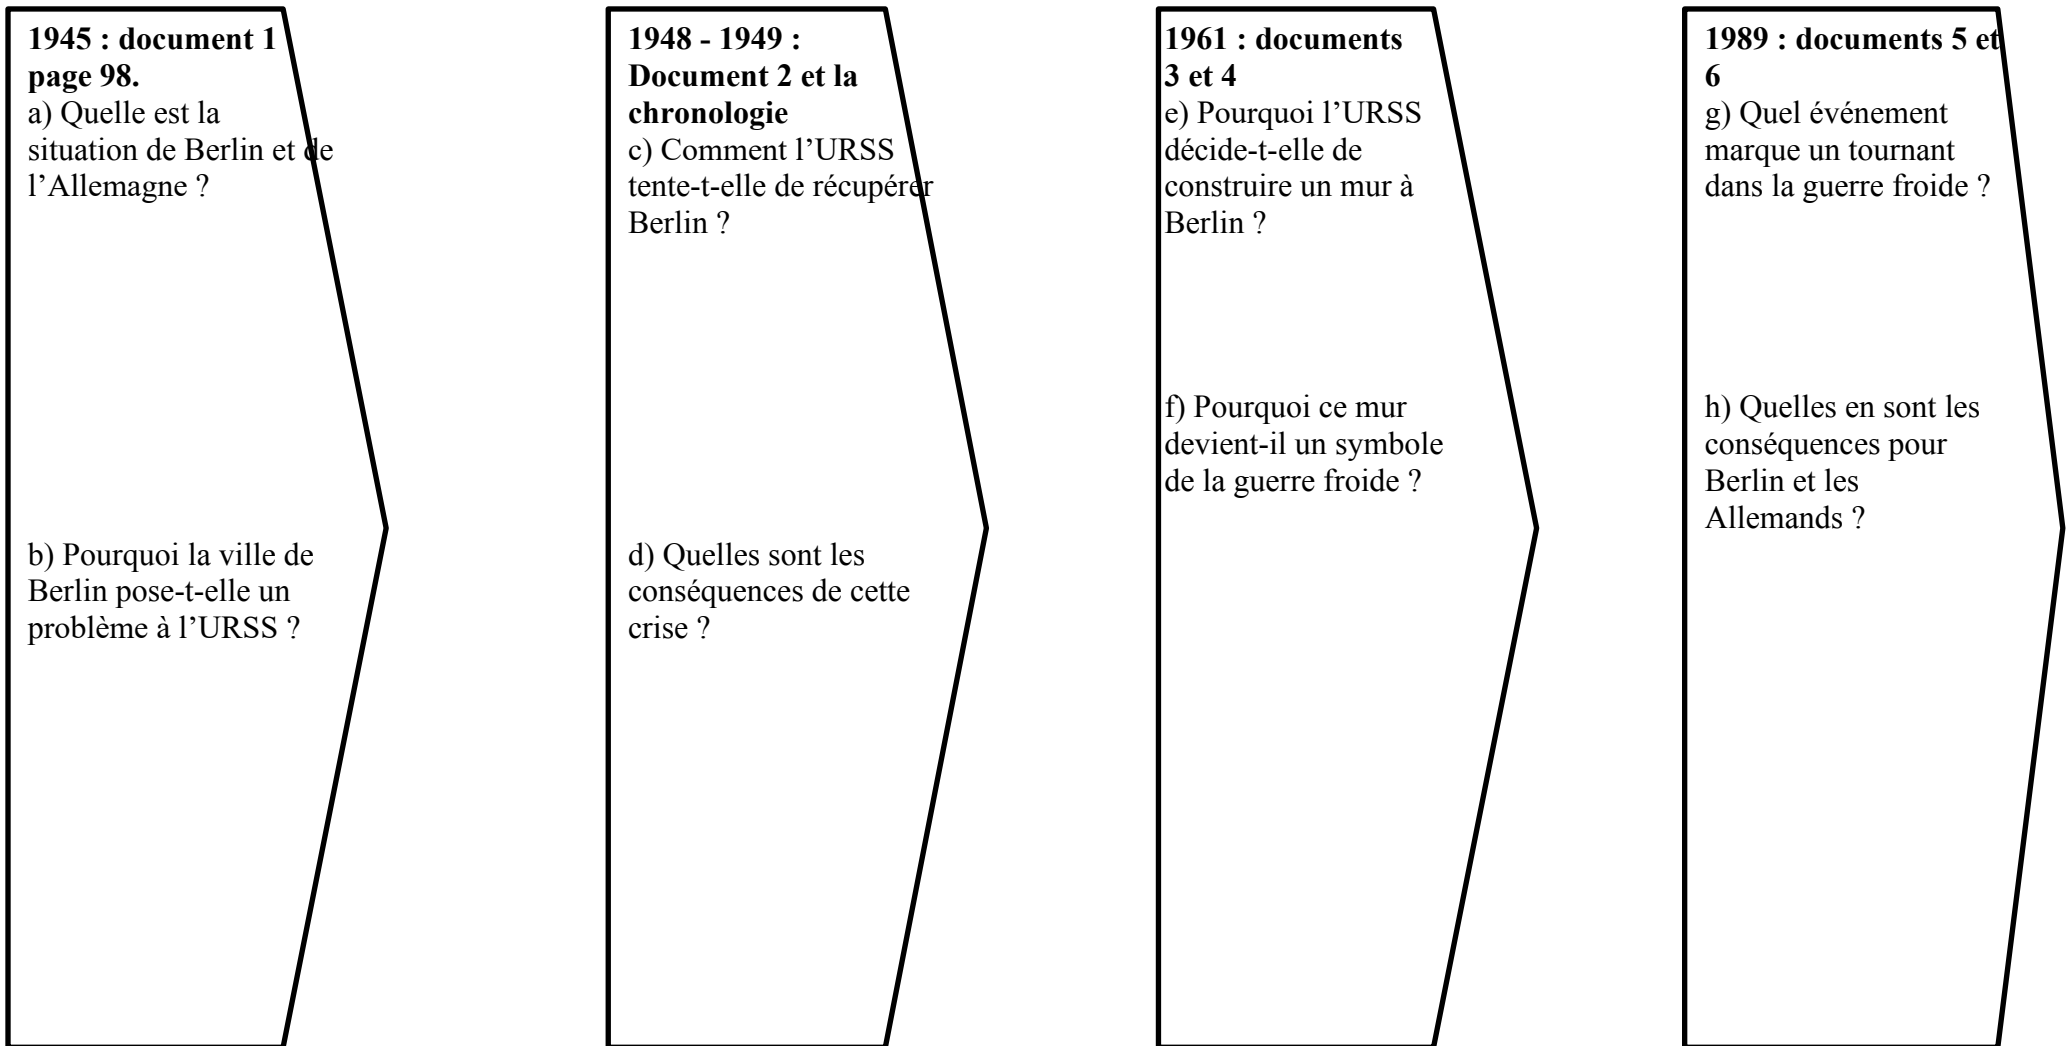 1945 : document 1
page 98.
a) Quelle est la
situation de Berlin et de
l’Allemagne ?
b) Pourquoi la ville de
Berlin pose-t-elle un
problème à l’URSS ?
1948 - 1949 :
Document 2 et la
chronologie
c) Comment l’URSS
tente-t-elle de récupérer
Berlin ?
d) Quelles sont les
conséquences de cette
crise ?
1961 : documents
3 et 4
e) Pourquoi l’URSS
décide-t-elle de
construire un mur à
Berlin ?
f) Pourquoi ce mur
devient-il un symbole
de la guerre froide ?
1989 : documents 5 et
6
g) Quel événement
marque un tournant
dans la guerre froide ?
h) Quelles en sont les
conséquences pour
Berlin et les
Allemands ?